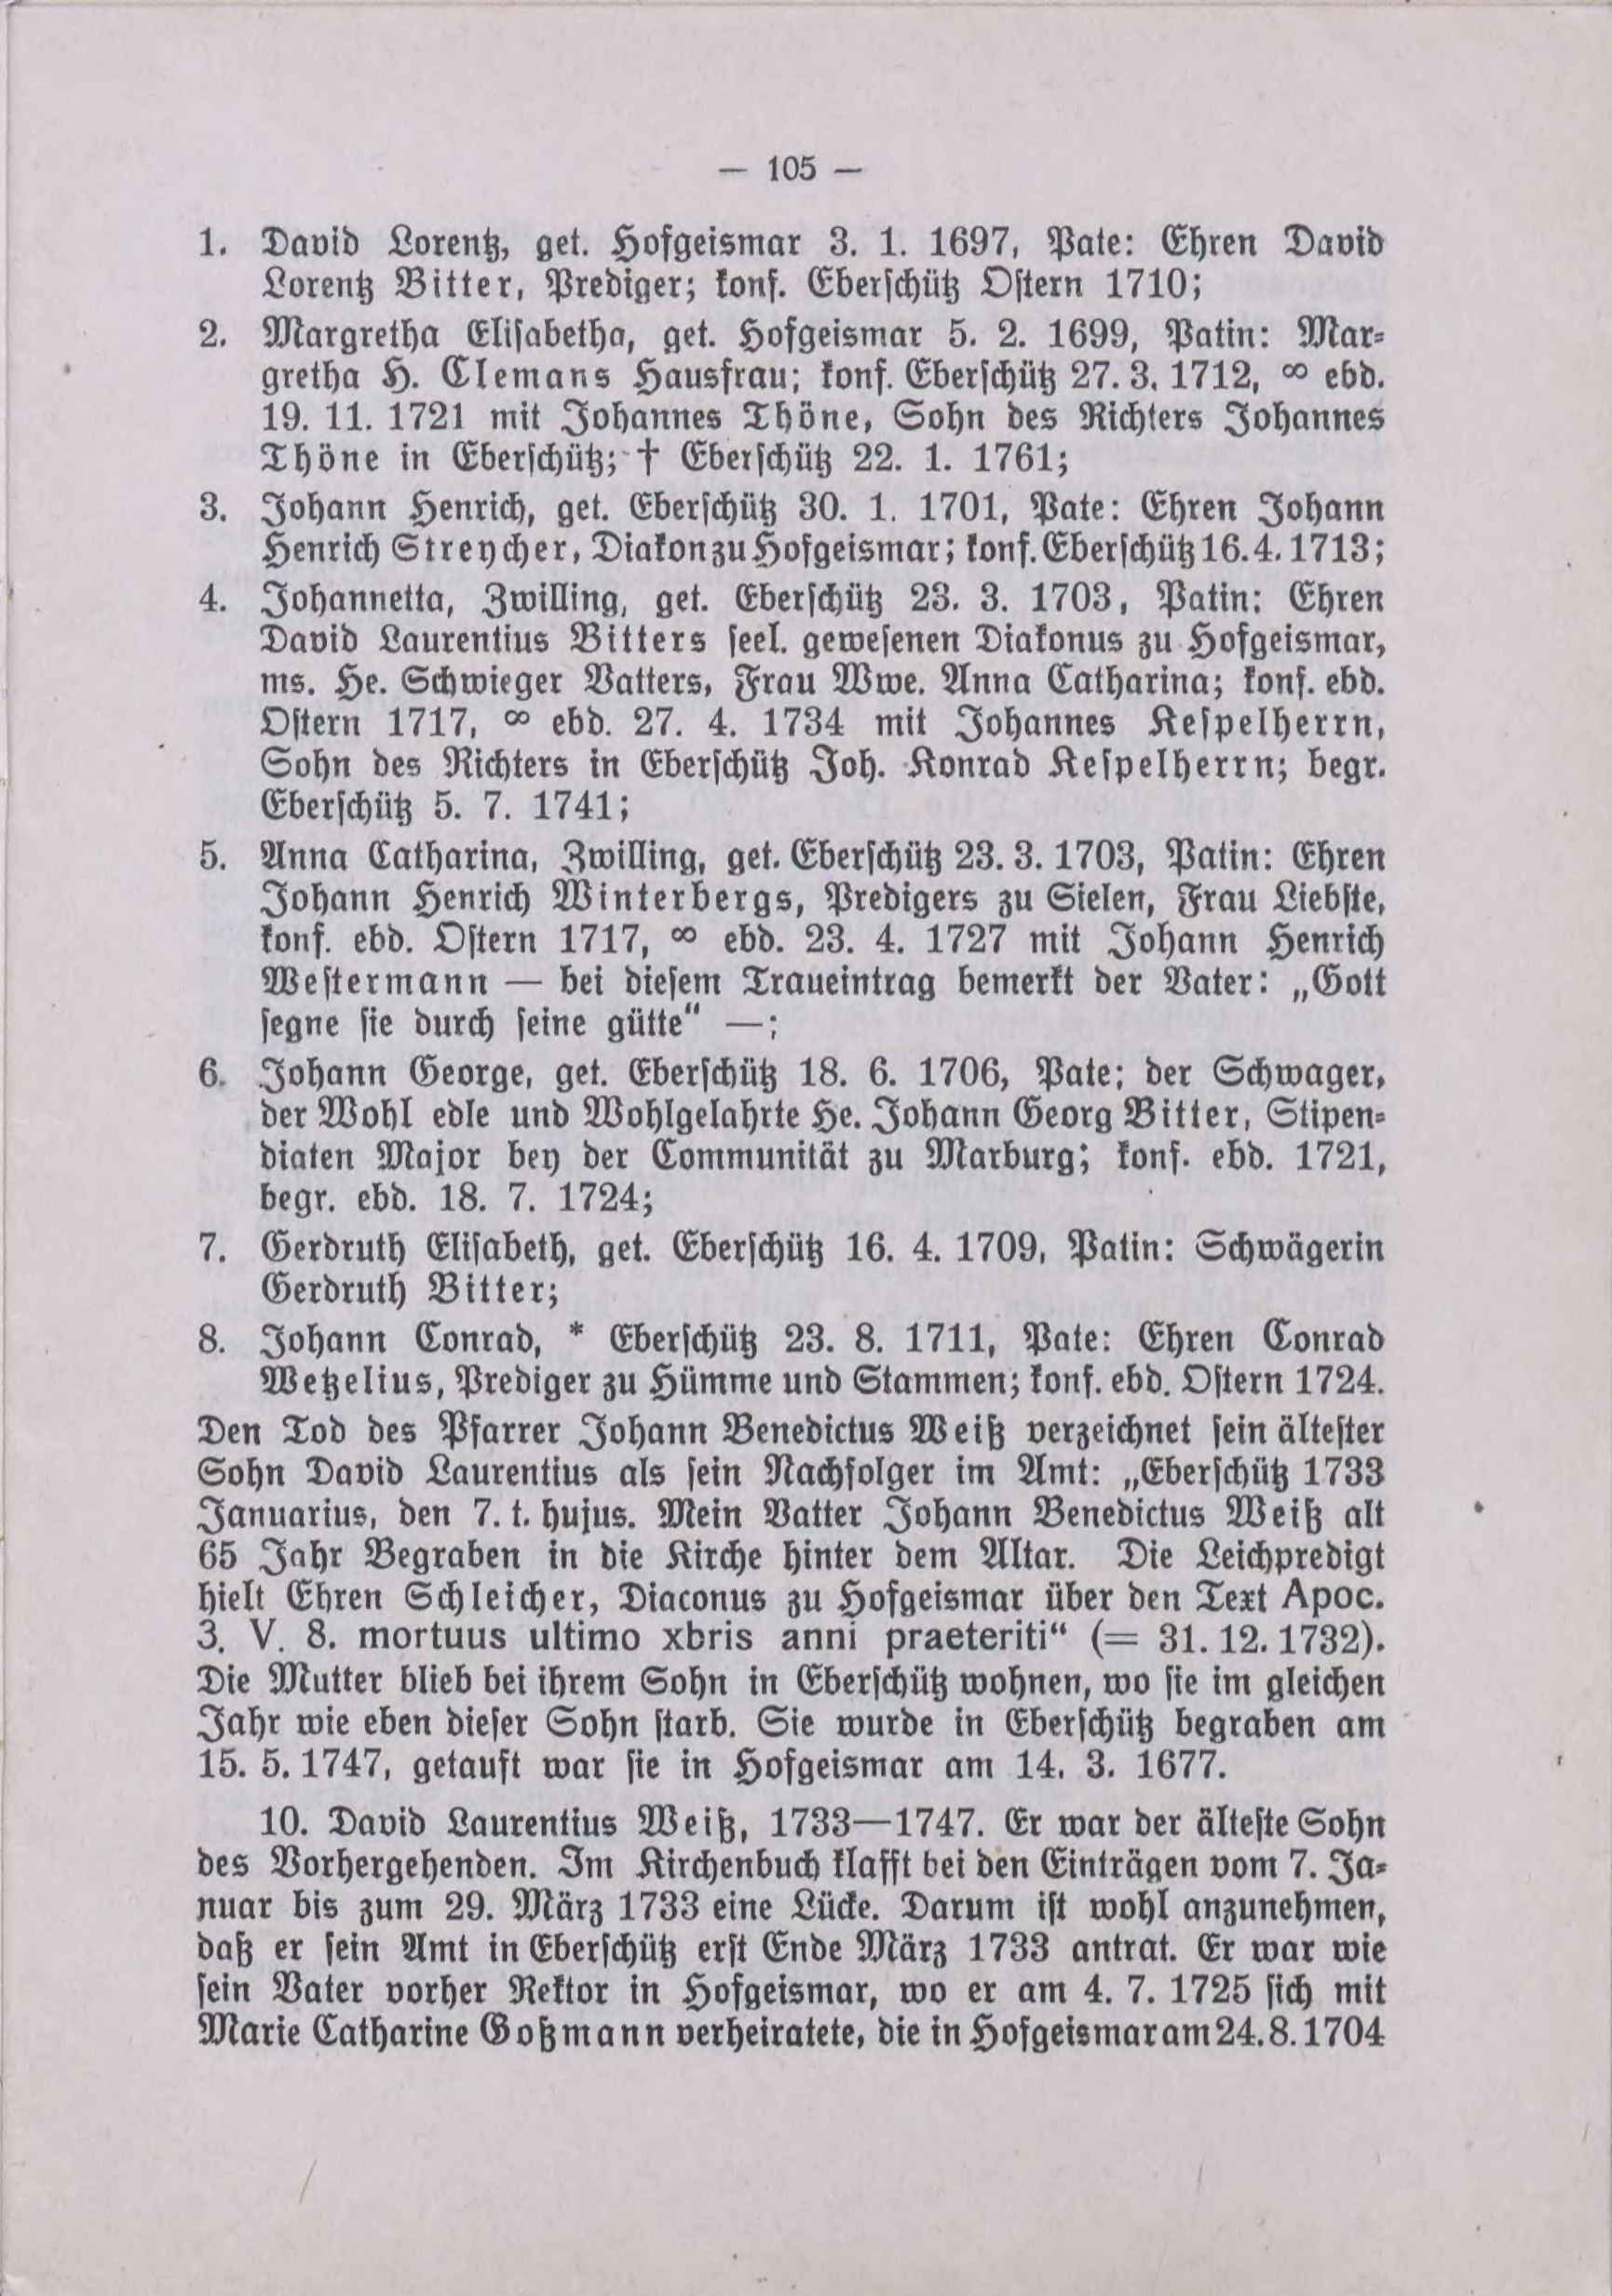 — 105 —
1. David Lorentz, get. Hofgeismar 3. 1. 1697, Pate: Ehren David
Lorentz Bitter, Prediger; konf. Eberschütz Ostern 1710;
2. Margretha Elisabetha, get. Hofgeismar 5. 2. 1699, Patin: Mar-
gretha H. Clemans Hausfrau; konf. Eberschütz 27. 3. 1712, ∞ ebd.
19. 11. 1721 mit Johannes Thöne, Sohn des Richters Johannes
Thöne in Eberschütz; † Eberschütz 22. 1. 1761;
3. Johann Henrich, get. Eberschütz 30. 1. 1701, Pate: Ehren Johann
Henrich Streycher, Diakon zu Hofgeismar; konf. Eberschütz 16. 4. 1713;
4. Johannetta, Zwilling, get. Eberschütz 23. 3. 1703, Patin: Ehren
David Laurentius Bitters seel. gewesenen Diakonus zu Hofgeismar,
ms. He. Schwieger Vatters, Frau Wwe. Anna Catharina; konf. ebd.
Ostern 1717, ∞ ebd. 27. 4. 1734 mit Johannes Kespelherrn,
Sohn des Richters in Eberschütz Joh. Konrad Kespelherrn; begr.
Eberschütz 5. 7. 1741;
5. Anna Catharina, Zwilling, get. Eberschütz 23. 3. 1703, Patin: Ehren
Johann Henrich Winterbergs, Predigers zu Sielen, Frau Liebste,
konf. ebd. Ostern 1717, ∞ ebd. 23. 4. 1727 mit Johann Henrich
Westermann — bei diesem Traueintrag bemerkt der Vater: „Gott
segne sie durch seine gütte“ —;
6. Johann George, get. Eberschütz 18. 6. 1706, Pate: der Schwager,
der Wohl edle und Wohlgelahrte He. Johann Georg Bitter, Stipen-
diaten Major bey der Communität zu Marburg; konf. ebd. 1721,
begr. ebd. 18. 7. 1724;
7. Gerdruth Elisabeth, get. Eberschütz 16. 4. 1709, Patin: Schwägerin
Gerdruth Bitter;
8. Johann Conrad, * Eberschütz 23. 8. 1711, Pate: Ehren Conrad
Wetzelius, Prediger zu Hümme und Stammen; konf. ebd. Ostern 1724.
Den Tod des Pfarrer Johann Benedictus Weiß verzeichnet sein ältester
Sohn David Laurentius als sein Nachfolger im Amt: „Eberschütz 1733
Januarius, den 7. t. hujus. Mein Vatter Johann Benedictus Weiß alt
65 Jahr Begraben in die Kirche hinter dem Altar. Die Leichpredigt
hielt Ehren Schleicher, Diaconus zu Hofgeismar über den Text Apoc.
3. V. 8. mortuus ultimo xbris anni praeteriti“ (= 31. 12. 1732).
Die Mutter blieb bei ihrem Sohn in Eberschütz wohnen, wo sie im gleichen
Jahr wie eben dieser Sohn starb. Sie wurde in Eberschütz begraben am
15. 5. 1747, getauft war sie in Hofgeismar am 14. 3. 1677.
10. David Laurentius Weiß, 1733—1747. Er war der älteste Sohn
des Vorhergehenden. Im Kirchenbuch klafft bei den Einträgen vom 7. Ja-
nuar bis zum 29. März 1733 eine Lücke. Darum ist wohl anzunehmen,
daß er sein Amt in Eberschütz erst Ende März 1733 antrat. Er war wie
sein Vater vorher Rektor in Hofgeismar, wo er am 4. 7. 1725 sich mit
Marie Catharine Goßmann verheiratete, die in Hofgeismar am 24. 8. 1704